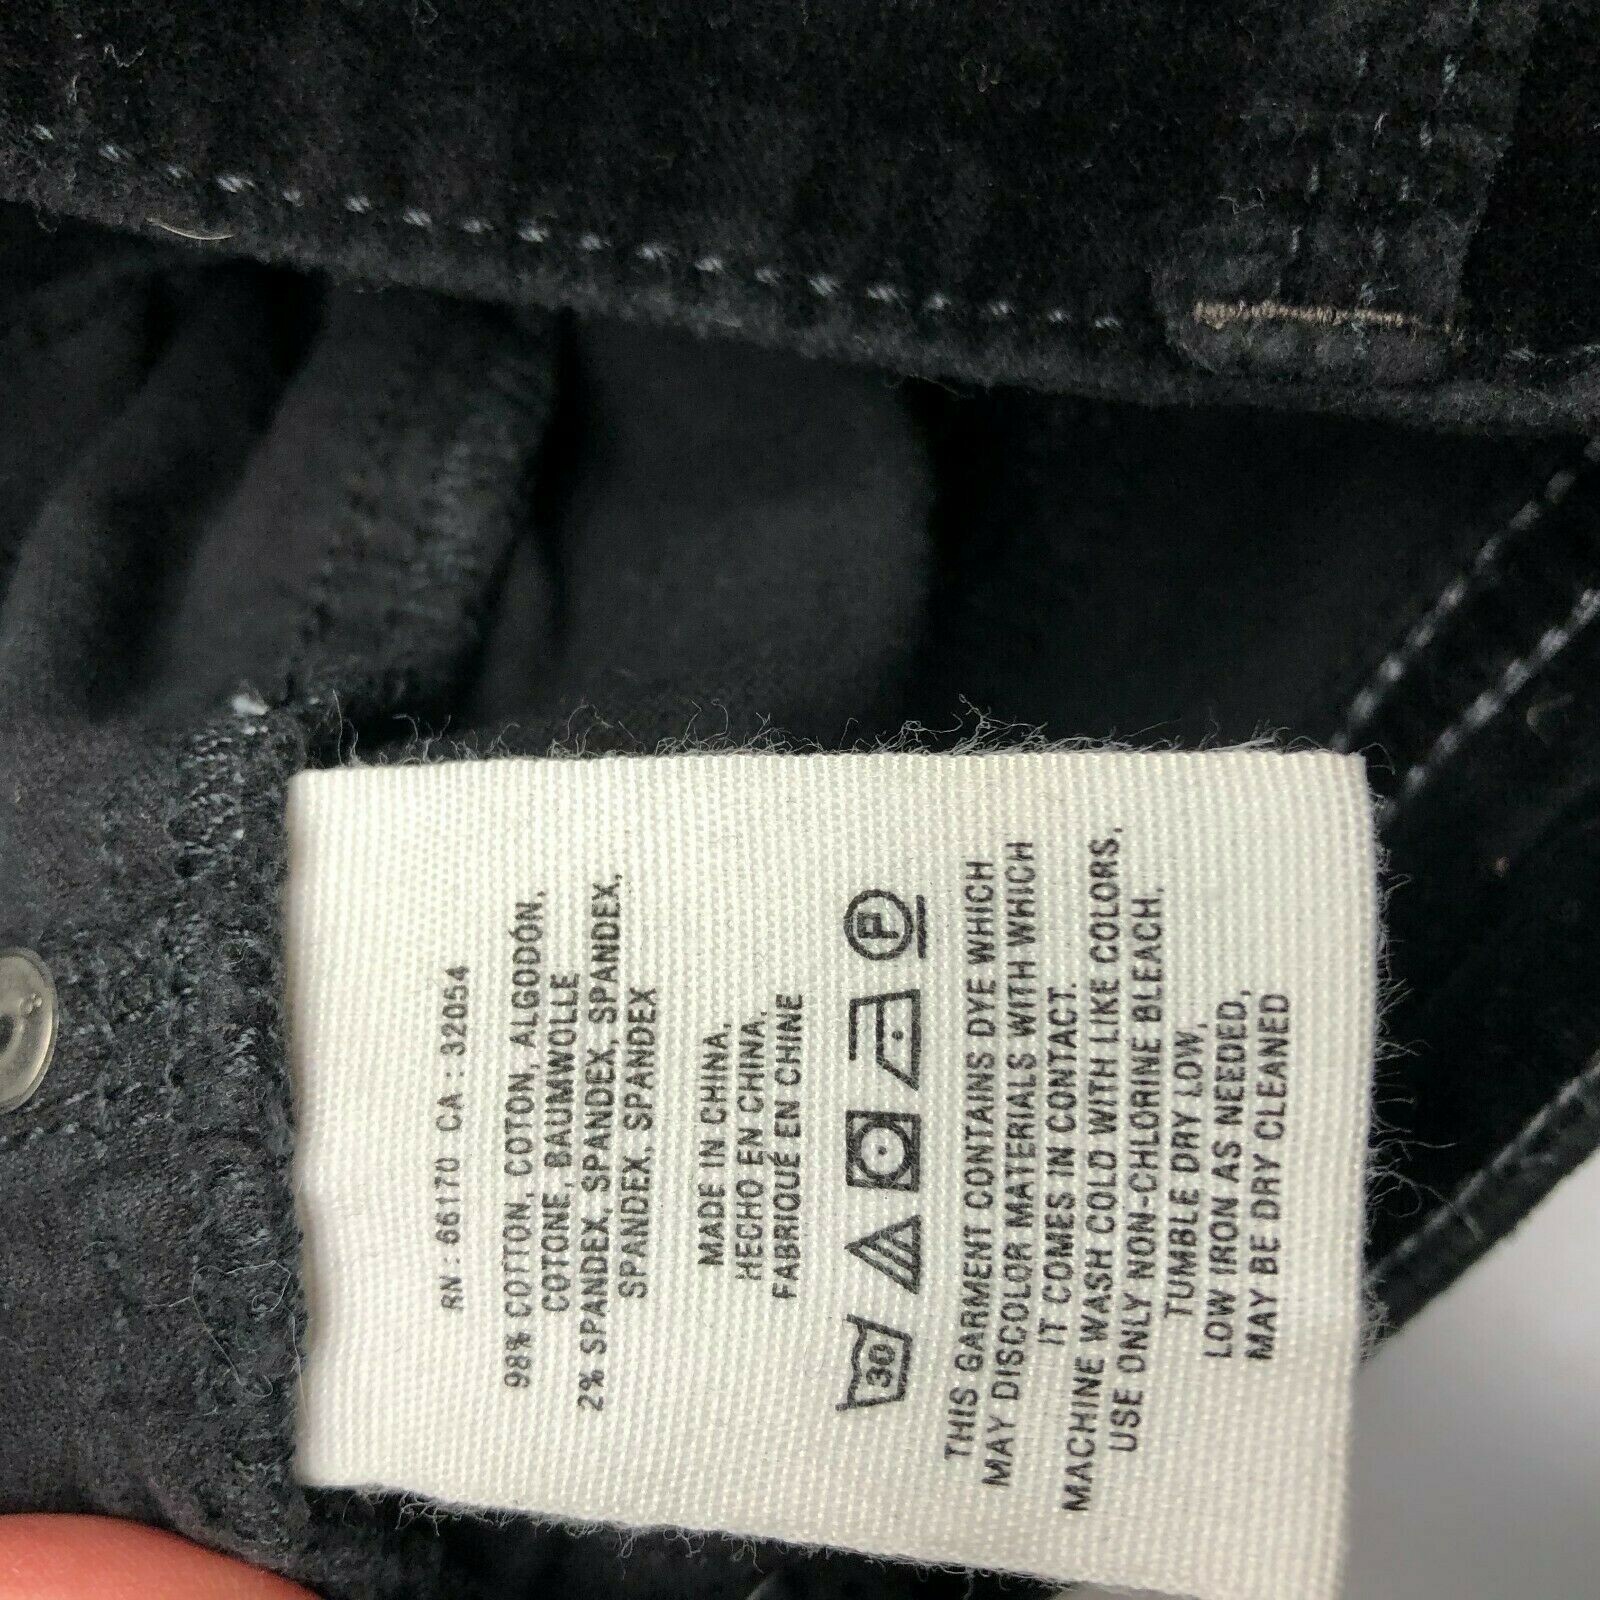 RN: 66170 CA: 32054
98% COTTON, COTON, ALGODÓN,
COTONE, BAUMWOLLE
2% SPANDEX, SPANDEX, SPANDEX,
SPANDEX, SPANDEX
MADE IN CHINA,
HECHO EN CHINA,
FABRIQUÉ EN CHINE
30 P
THIS GARMENT CONTAINS DYE WHICH
MAY DISCOLOR MATERIALS WITH WHICH
IT COMES IN CONTACT.
MACHINE WASH COLD WITH LIKE COLORS,
USE ONLY NON-CHLORINE BLEACH.
TUMBLE DRY LOW,
LOW IRON AS NEEDED,
MAY BE DRY CLEANED